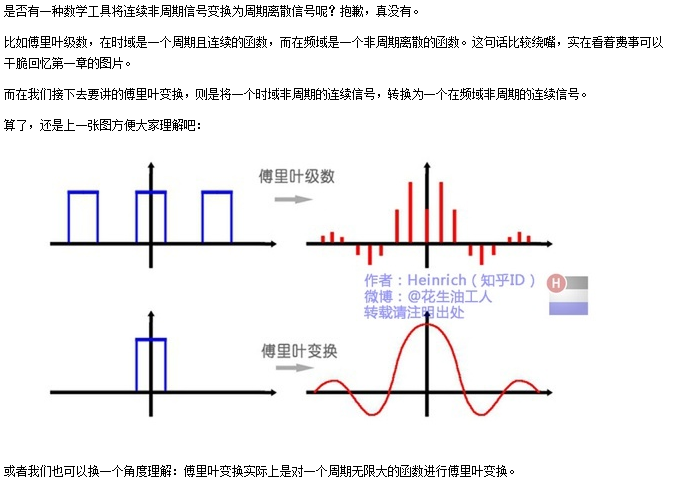 是否有一种数学工具将连续非周期信号变换为周期离散信号呢？抱歉，真没有。
比如傅里叶级数，在时域是一个周期且连续的函数，而在频域是一个非周期离散的函数。这句话比较绕嘴，实在看着费事可以
干脆回忆第一章的图片。
而在我们接下去要讲的傅里叶变换，则是将一个时域非周期的连续信号，转换为一个在频域非周期的连续信号。
算了，还是上一张图方便大家理解吧：
傅里叶级数
作者：Heinrich（知乎ID）
微博：@花生油工人
转载请注明出处
H
傅里叶变换
或者我们也可以换一个角度理解：傅里叶变换实际上是对一个周期无限大的函数进行傅里叶变换。